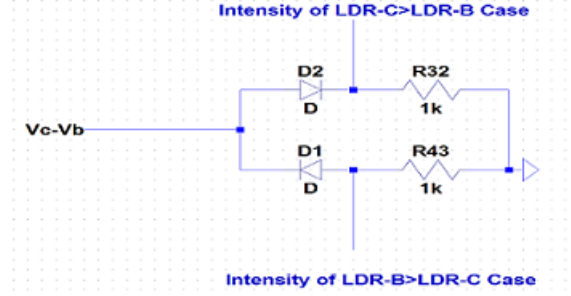 Intensity of LDR-C>LDR-B Case
D2
R32
D
1k
Vc-Vb
D1
R43
D
1k
Intensity of LDR-B>LDR-C Case